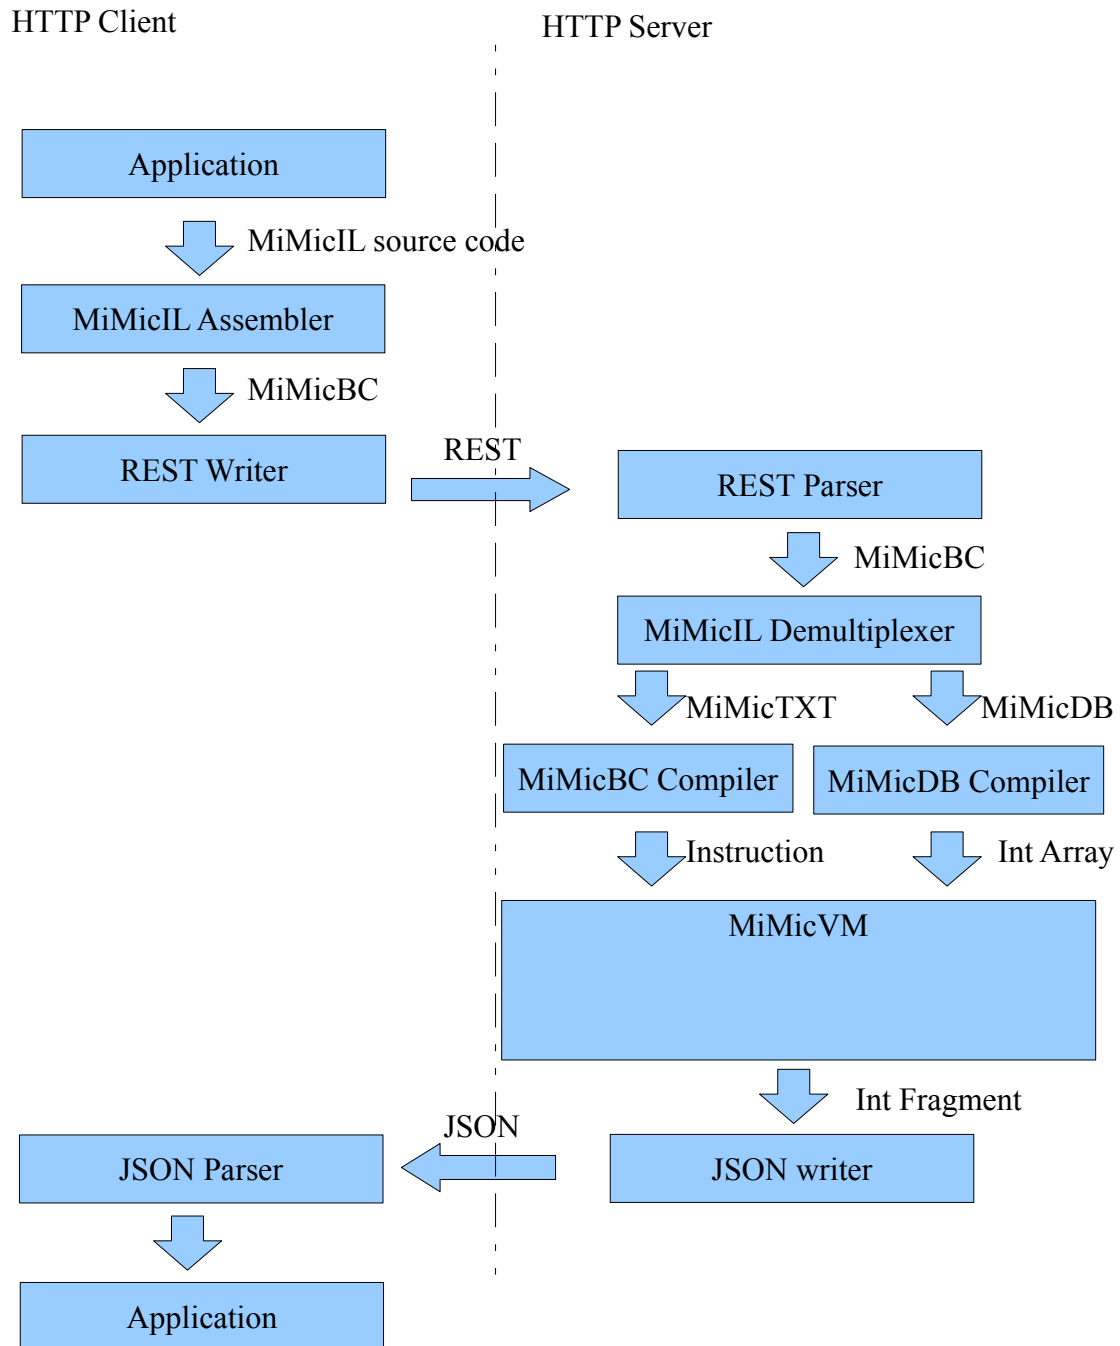 HTTP Client
HTTP Server
Application
MiMicIL source code
MiMicIL Assembler
MiMicBC
REST Writer
REST
REST Parser
MiMicBC
MiMicIL Demultiplexer
MiMicTXT
MiMicDB
MiMicBC Compiler
MiMicDB Compiler
Instruction
Int Array
MiMicVM
Int Fragment
JSON
JSON Parser
JSON writer
Application